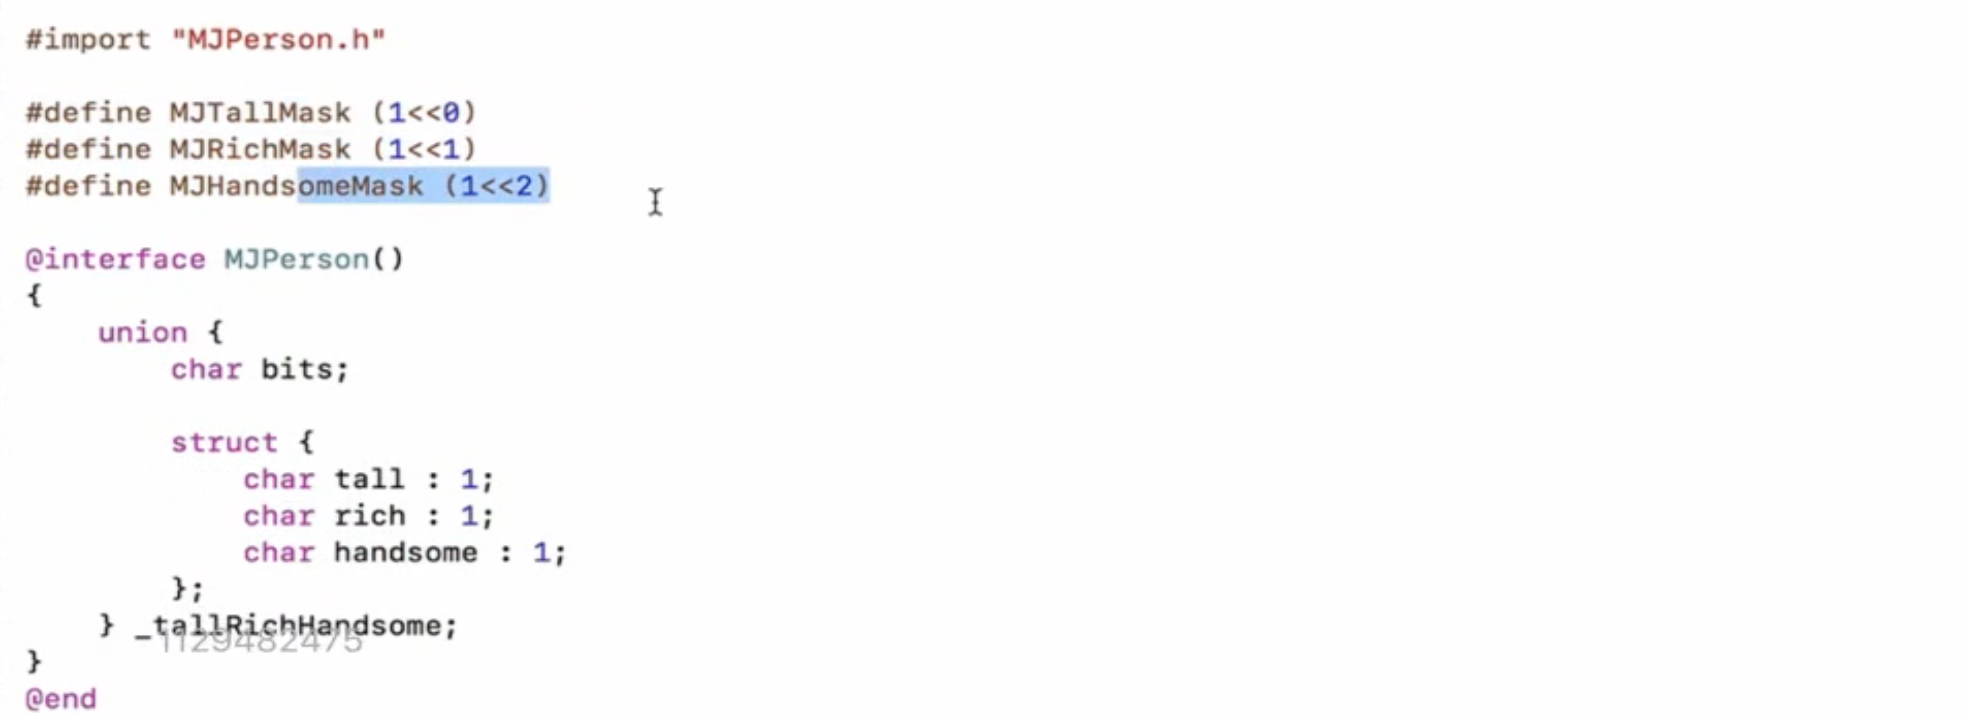 #import "MJPerson.h"
#define MJTallMask (1<<0)
#define MJRichMask (1<<1)
#define MJHandsomeMask (1<<2)
@interface MJPerson()
{
union {
char bits;
struct {
char tall : 1;
char rich : 1;
char handsome : 1;
};
} _tallRichHandsome;
1129482475
}
@end